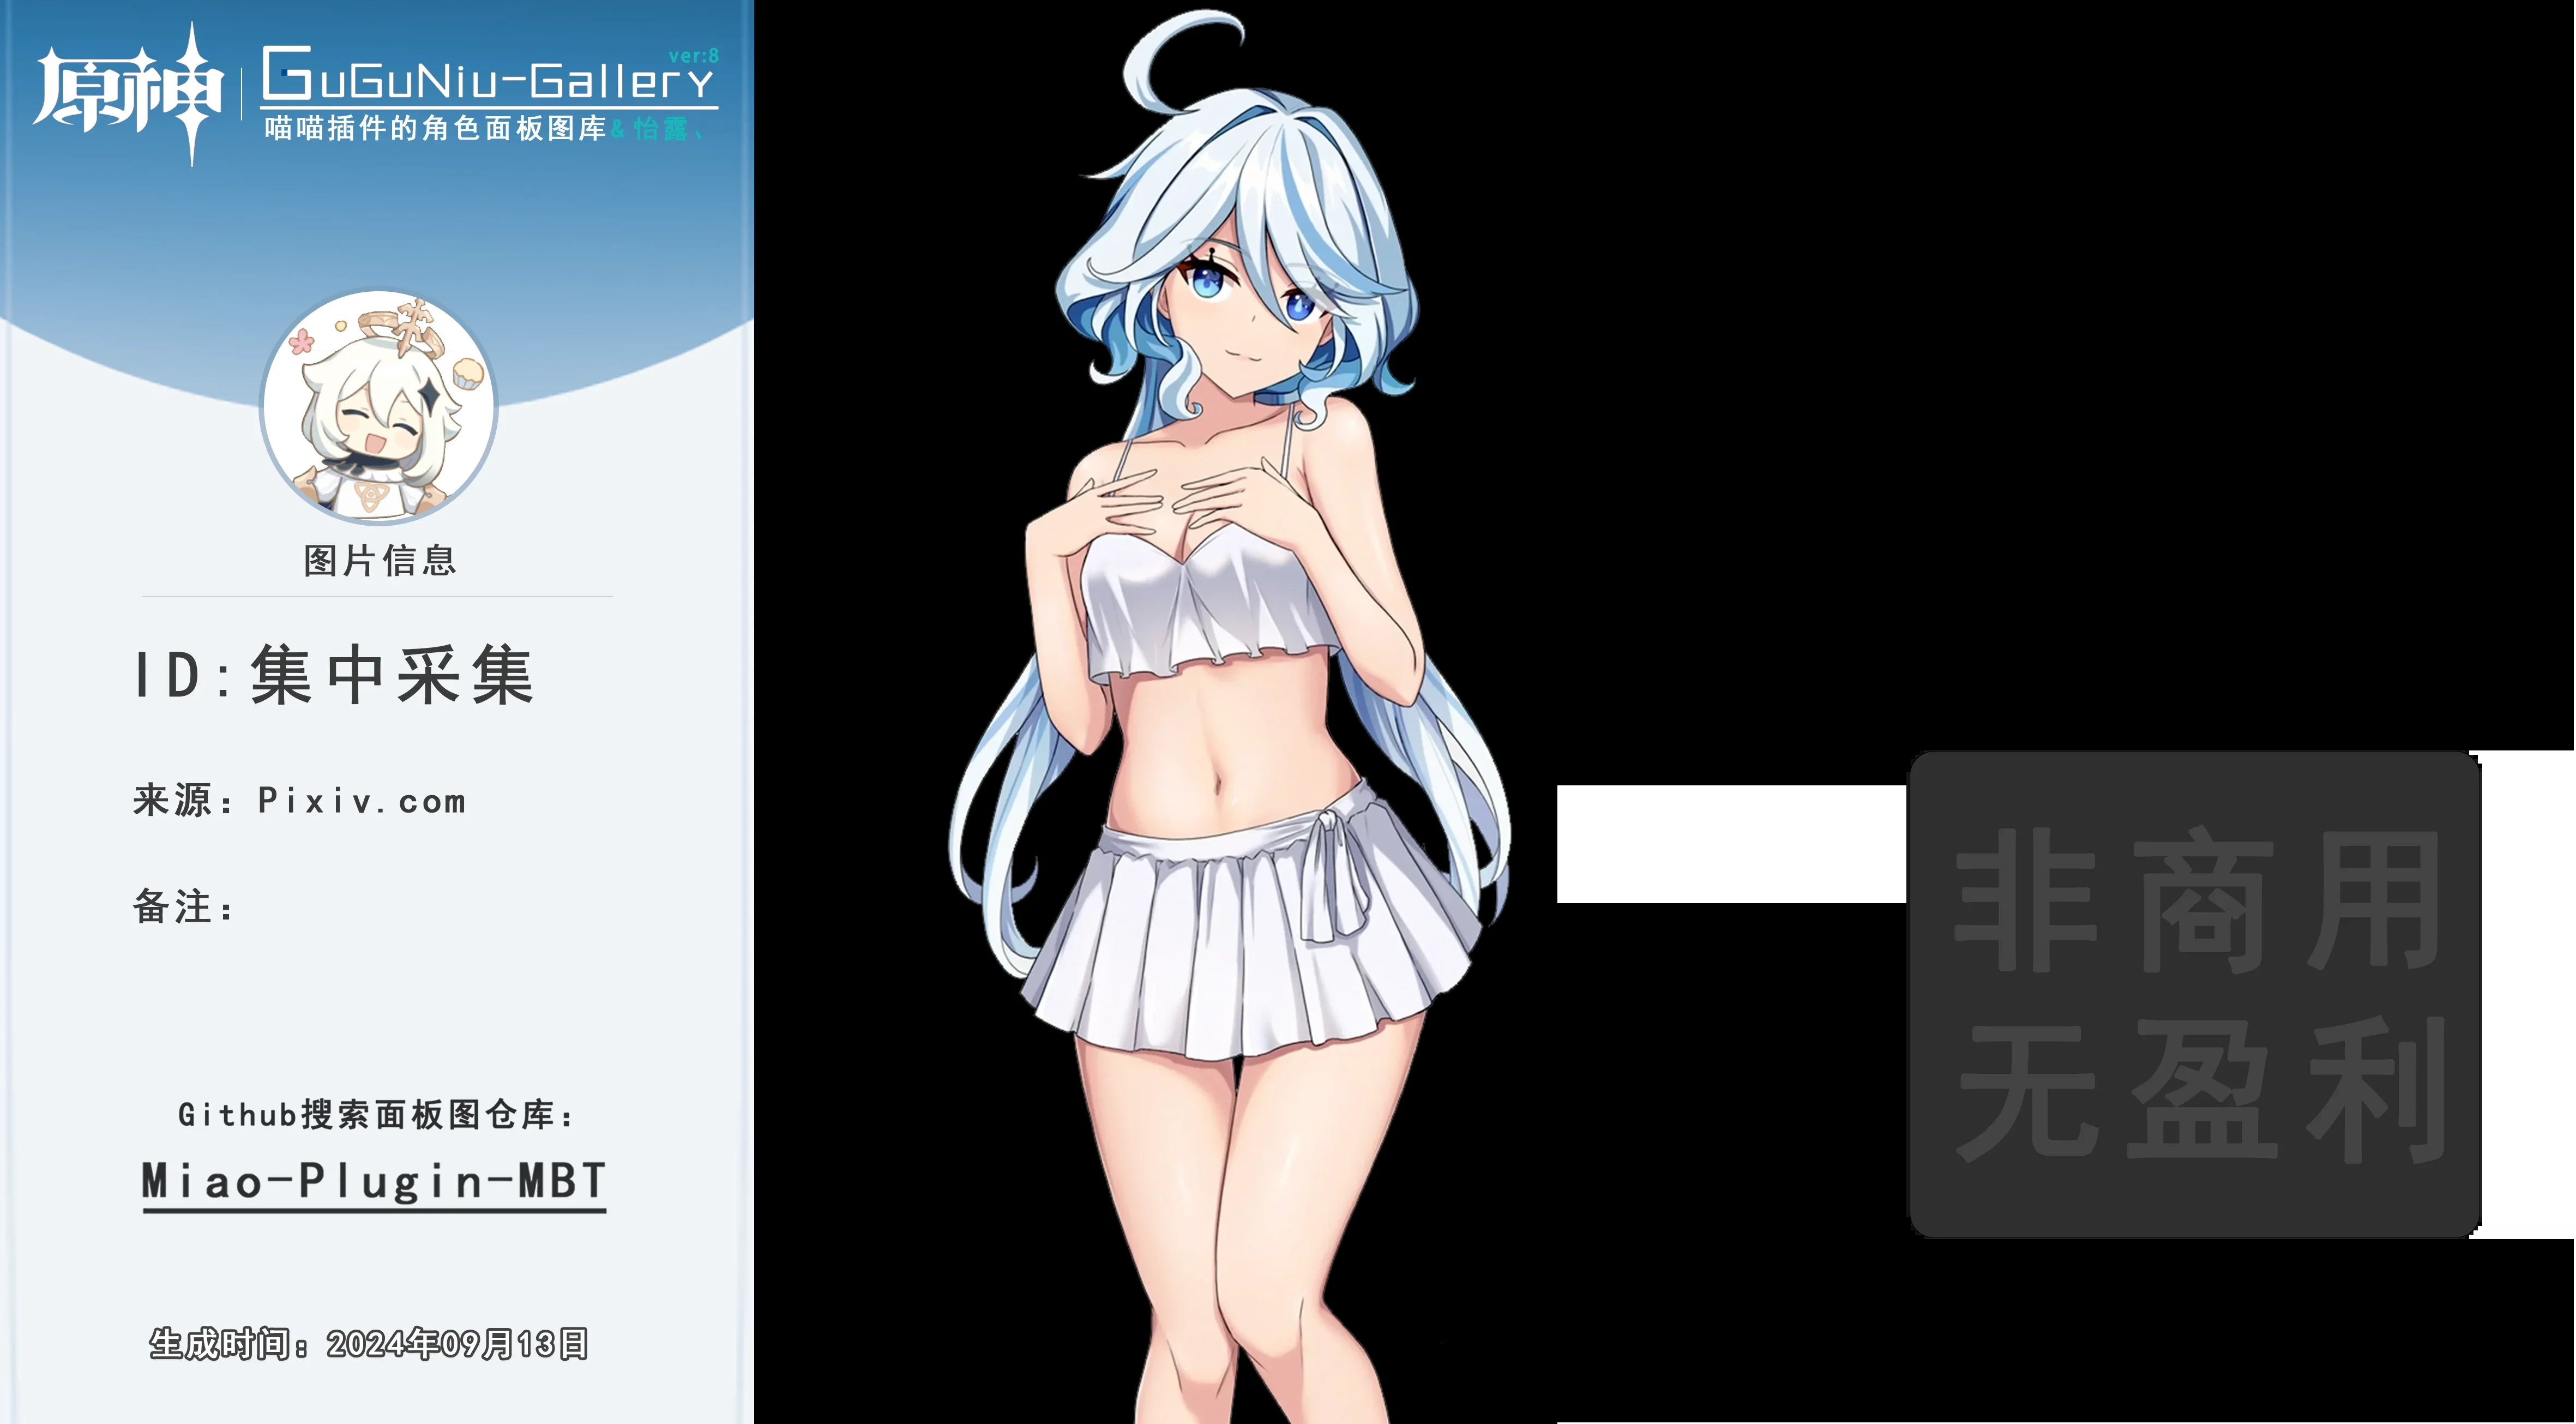 原神
GuGuNiu-Gallery
ver:8
喵喵插件的角色面板图库& 怡露、
图片信息
ID:集中采集
来源：Pixiv.com
备注：
Github搜索面板图仓库：
Miao-Plugin-MBT
生成时间：2024年09月13日
非商用
无盈利